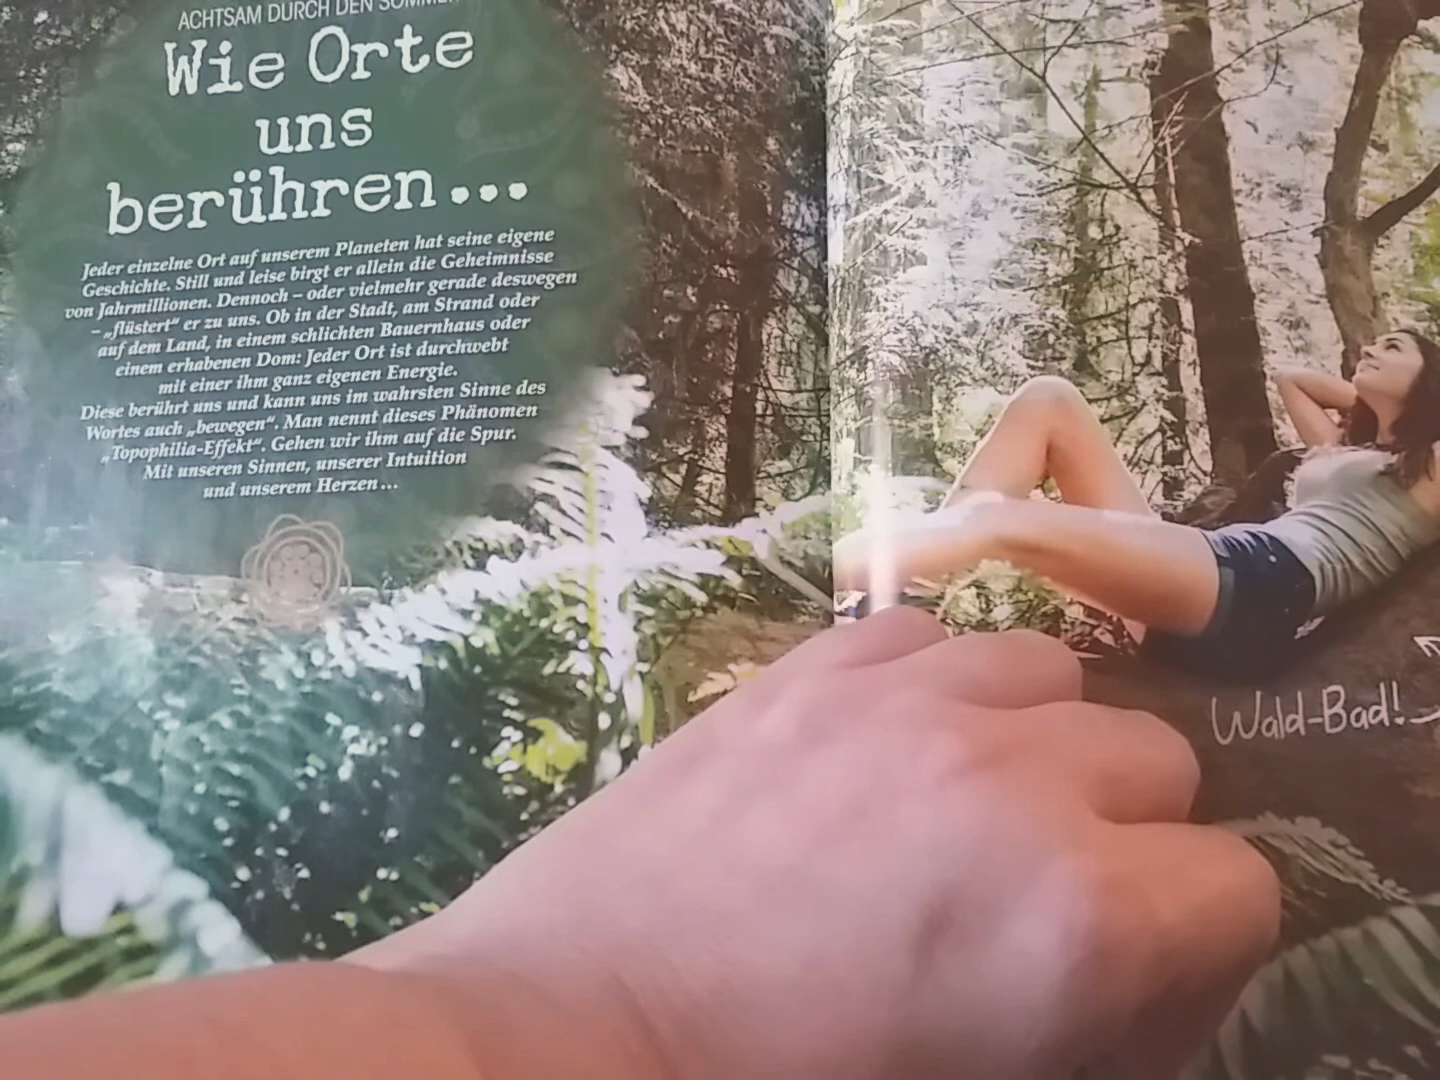 ACHTSAM DURCH DEN SOMMER
Wie Orte
uns
berühren...
Jeder einzelne Ort auf unserem Planeten hat seine eigene
Geschichte. Still und leise birgt er allein die Geheimnisse
von Jahrmillionen. Dennoch – oder vielmehr gerade deswegen
– „flüstert“ er zu uns. Ob in der Stadt, am Strand oder
auf dem Land, in einem schlichten Bauernhaus oder
einem erhabenen Dom: Jeder Ort ist durchwebt
mit einer ihm ganz eigenen Energie.
Diese berührt uns und kann uns im wahrsten Sinne des
Wortes auch „bewegen“. Man nennt dieses Phänomen
„Topophilia-Effekt“. Gehen wir ihm auf die Spur.
Mit unseren Sinnen, unserer Intuition
und unserem Herzen...
Wald-Bad!